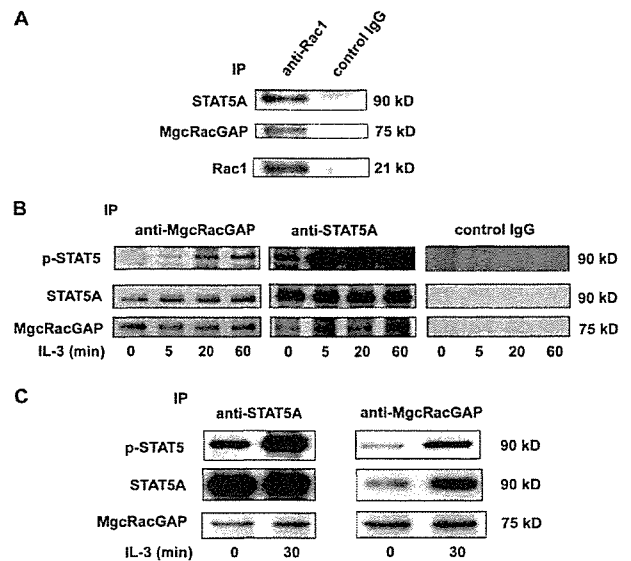 A
IP anti-Rac1 control IgG
STAT5A 90 kD
MgcRacGAP 75 kD
Rac1 21 kD
B
IP
anti-MgcRacGAP anti-STAT5A control IgG
p-STAT5 90 kD
STAT5A 90 kD
MgcRacGAP 75 kD
IL-3 (min) 0 5 20 60 0 5 20 60 0 5 20 60
C
IP
anti-STAT5A anti-MgcRacGAP
p-STAT5 90 kD
STAT5A 90 kD
MgcRacGAP 75 kD
IL-3 (min) 0 30 0 30